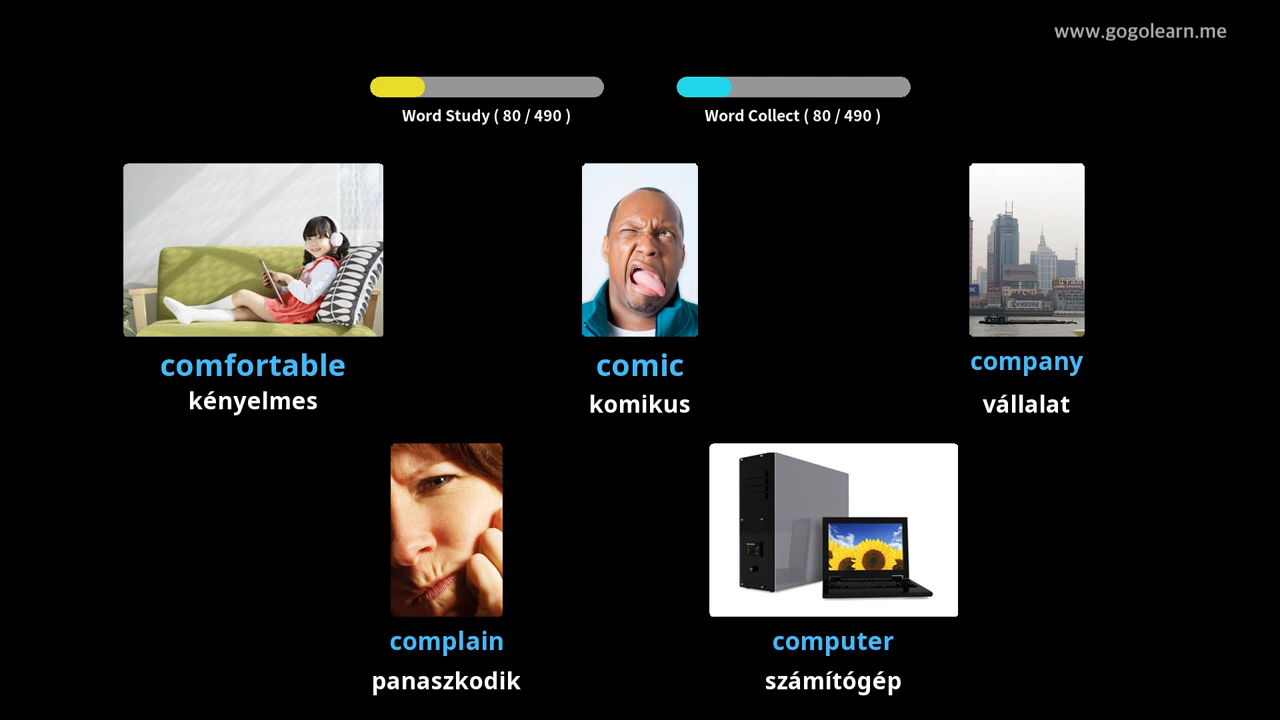 www.gogolearn.me
Word Study ( 80 / 490 )
Word Collect ( 80 / 490 )
TOYOTA
comfortable
comic
company
kényelmes
komikus
vállalat
complain
computer
panaszkodik
számítógép